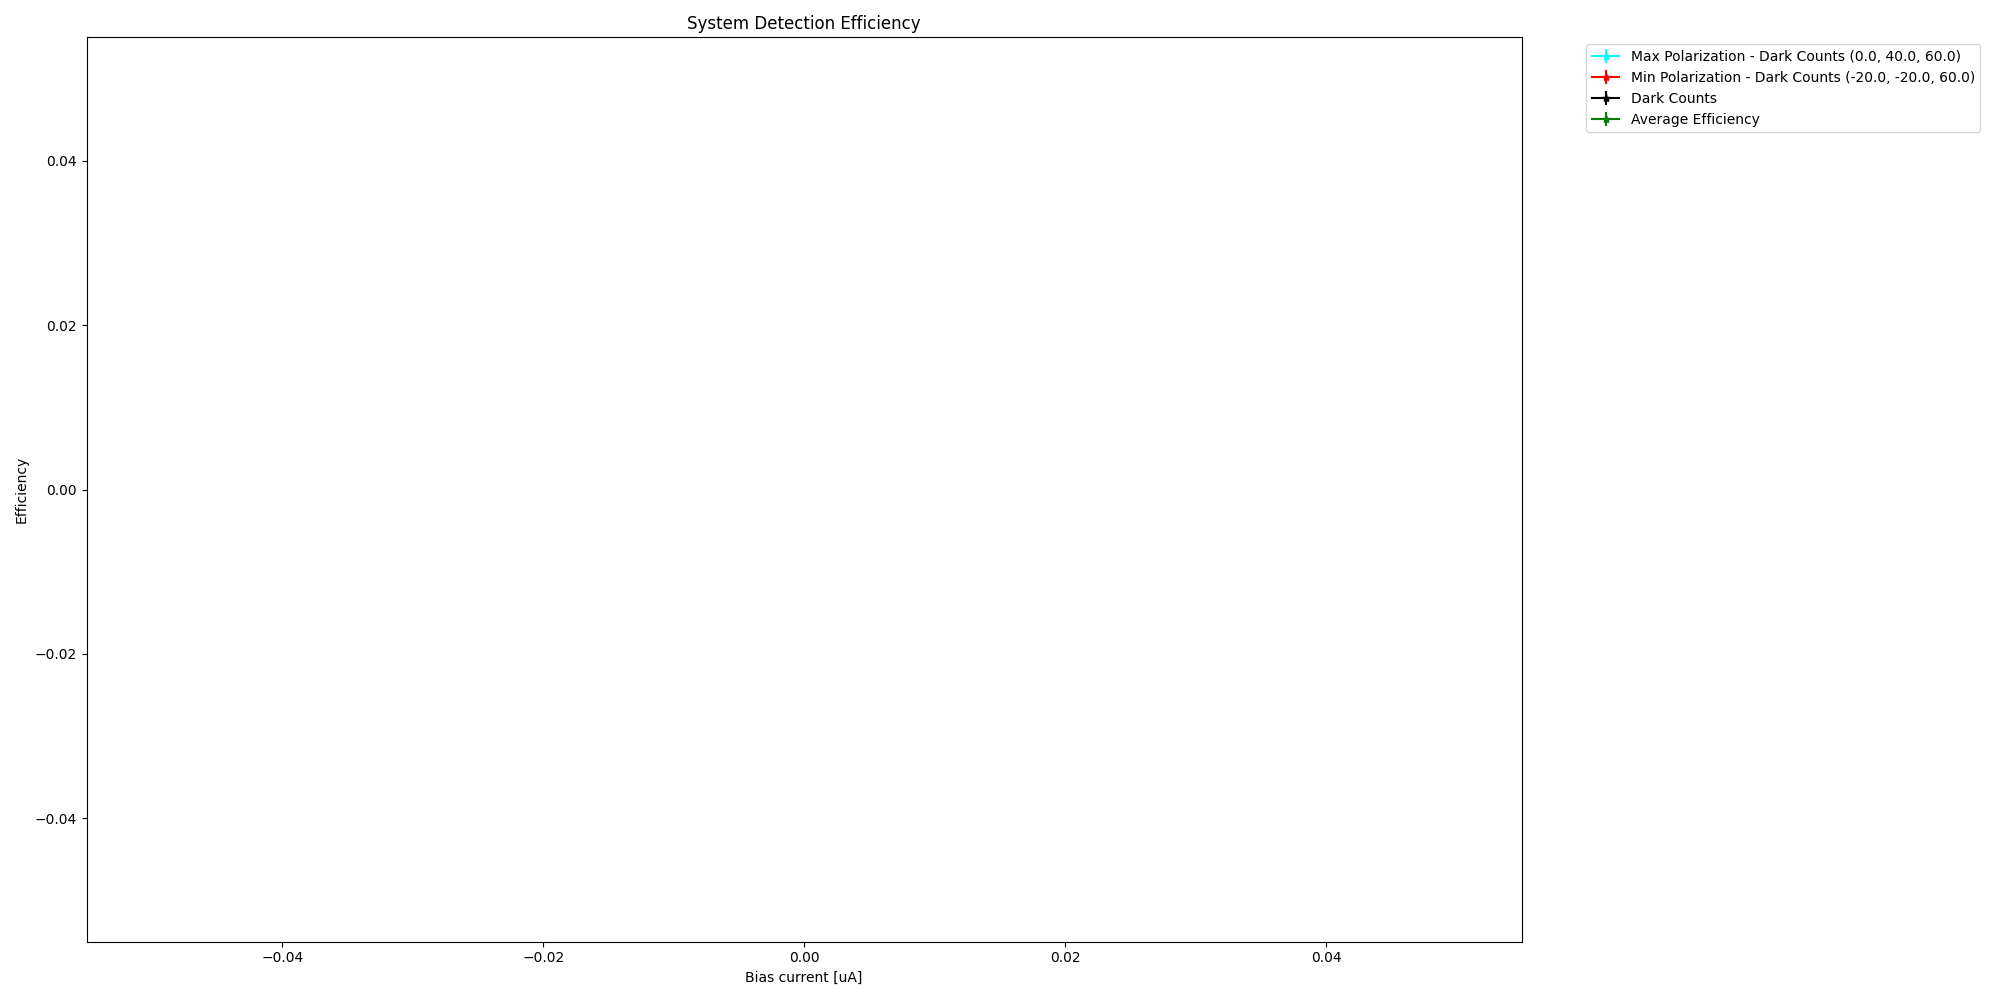 System Detection Efficiency
Max Polarization - Dark Counts (0.0, 40.0, 60.0)
Min Polarization - Dark Counts (-20.0, -20.0, 60.0)
Dark Counts
Average Efficiency
0.04
0.02
0.00
−0.02
−0.04
Efficiency
−0.04 −0.02 0.00 0.02 0.04
Bias current [uA]